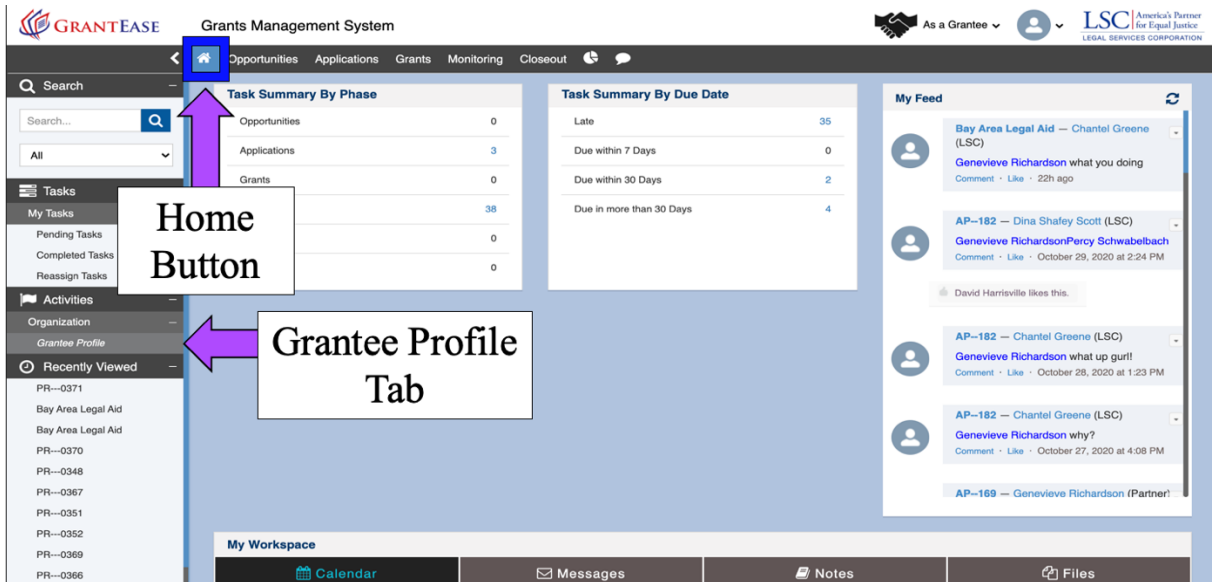 GRANTEASE
Grants Management System
As a Grantee
LSC America's Partner for Equal Justice
LEGAL SERVICES CORPORATION
Opportunities Applications Grants Monitoring Closeout
Search
Search...
All
Tasks
My Tasks
Pending Tasks
Completed Tasks
Reassign Tasks
Activities
Organization
Grantee Profile
Recently Viewed
PR---0371
Bay Area Legal Aid
Bay Area Legal Aid
PR---0370
PR---0348
PR---0367
PR---0351
PR---0352
PR---0369
PR---0366
Home
Button
Grantee Profile
Tab
Task Summary By Phase
Opportunities 0
Applications 3
Grants 0
38
0
0
Task Summary By Due Date
Late 35
Due within 7 Days 0
Due within 30 Days 2
Due in more than 30 Days 4
My Feed
Bay Area Legal Aid — Chantel Greene
(LSC)
Genevieve Richardson what you doing
Comment · Like · 22h ago
AP--182 — Dina Shafey Scott (LSC)
Genevieve RichardsonPercy Schwabelbach
Comment · Like · October 29, 2020 at 2:24 PM
David Harrisville likes this.
AP--182 — Chantel Greene (LSC)
Genevieve Richardson what up gurl!
Comment · Like · October 28, 2020 at 1:23 PM
AP--182 — Chantel Greene (LSC)
Genevieve Richardson why?
Comment · Like · October 27, 2020 at 4:08 PM
AP--169 — Genevieve Richardson (Partner)
My Workspace
Calendar Messages Notes Files